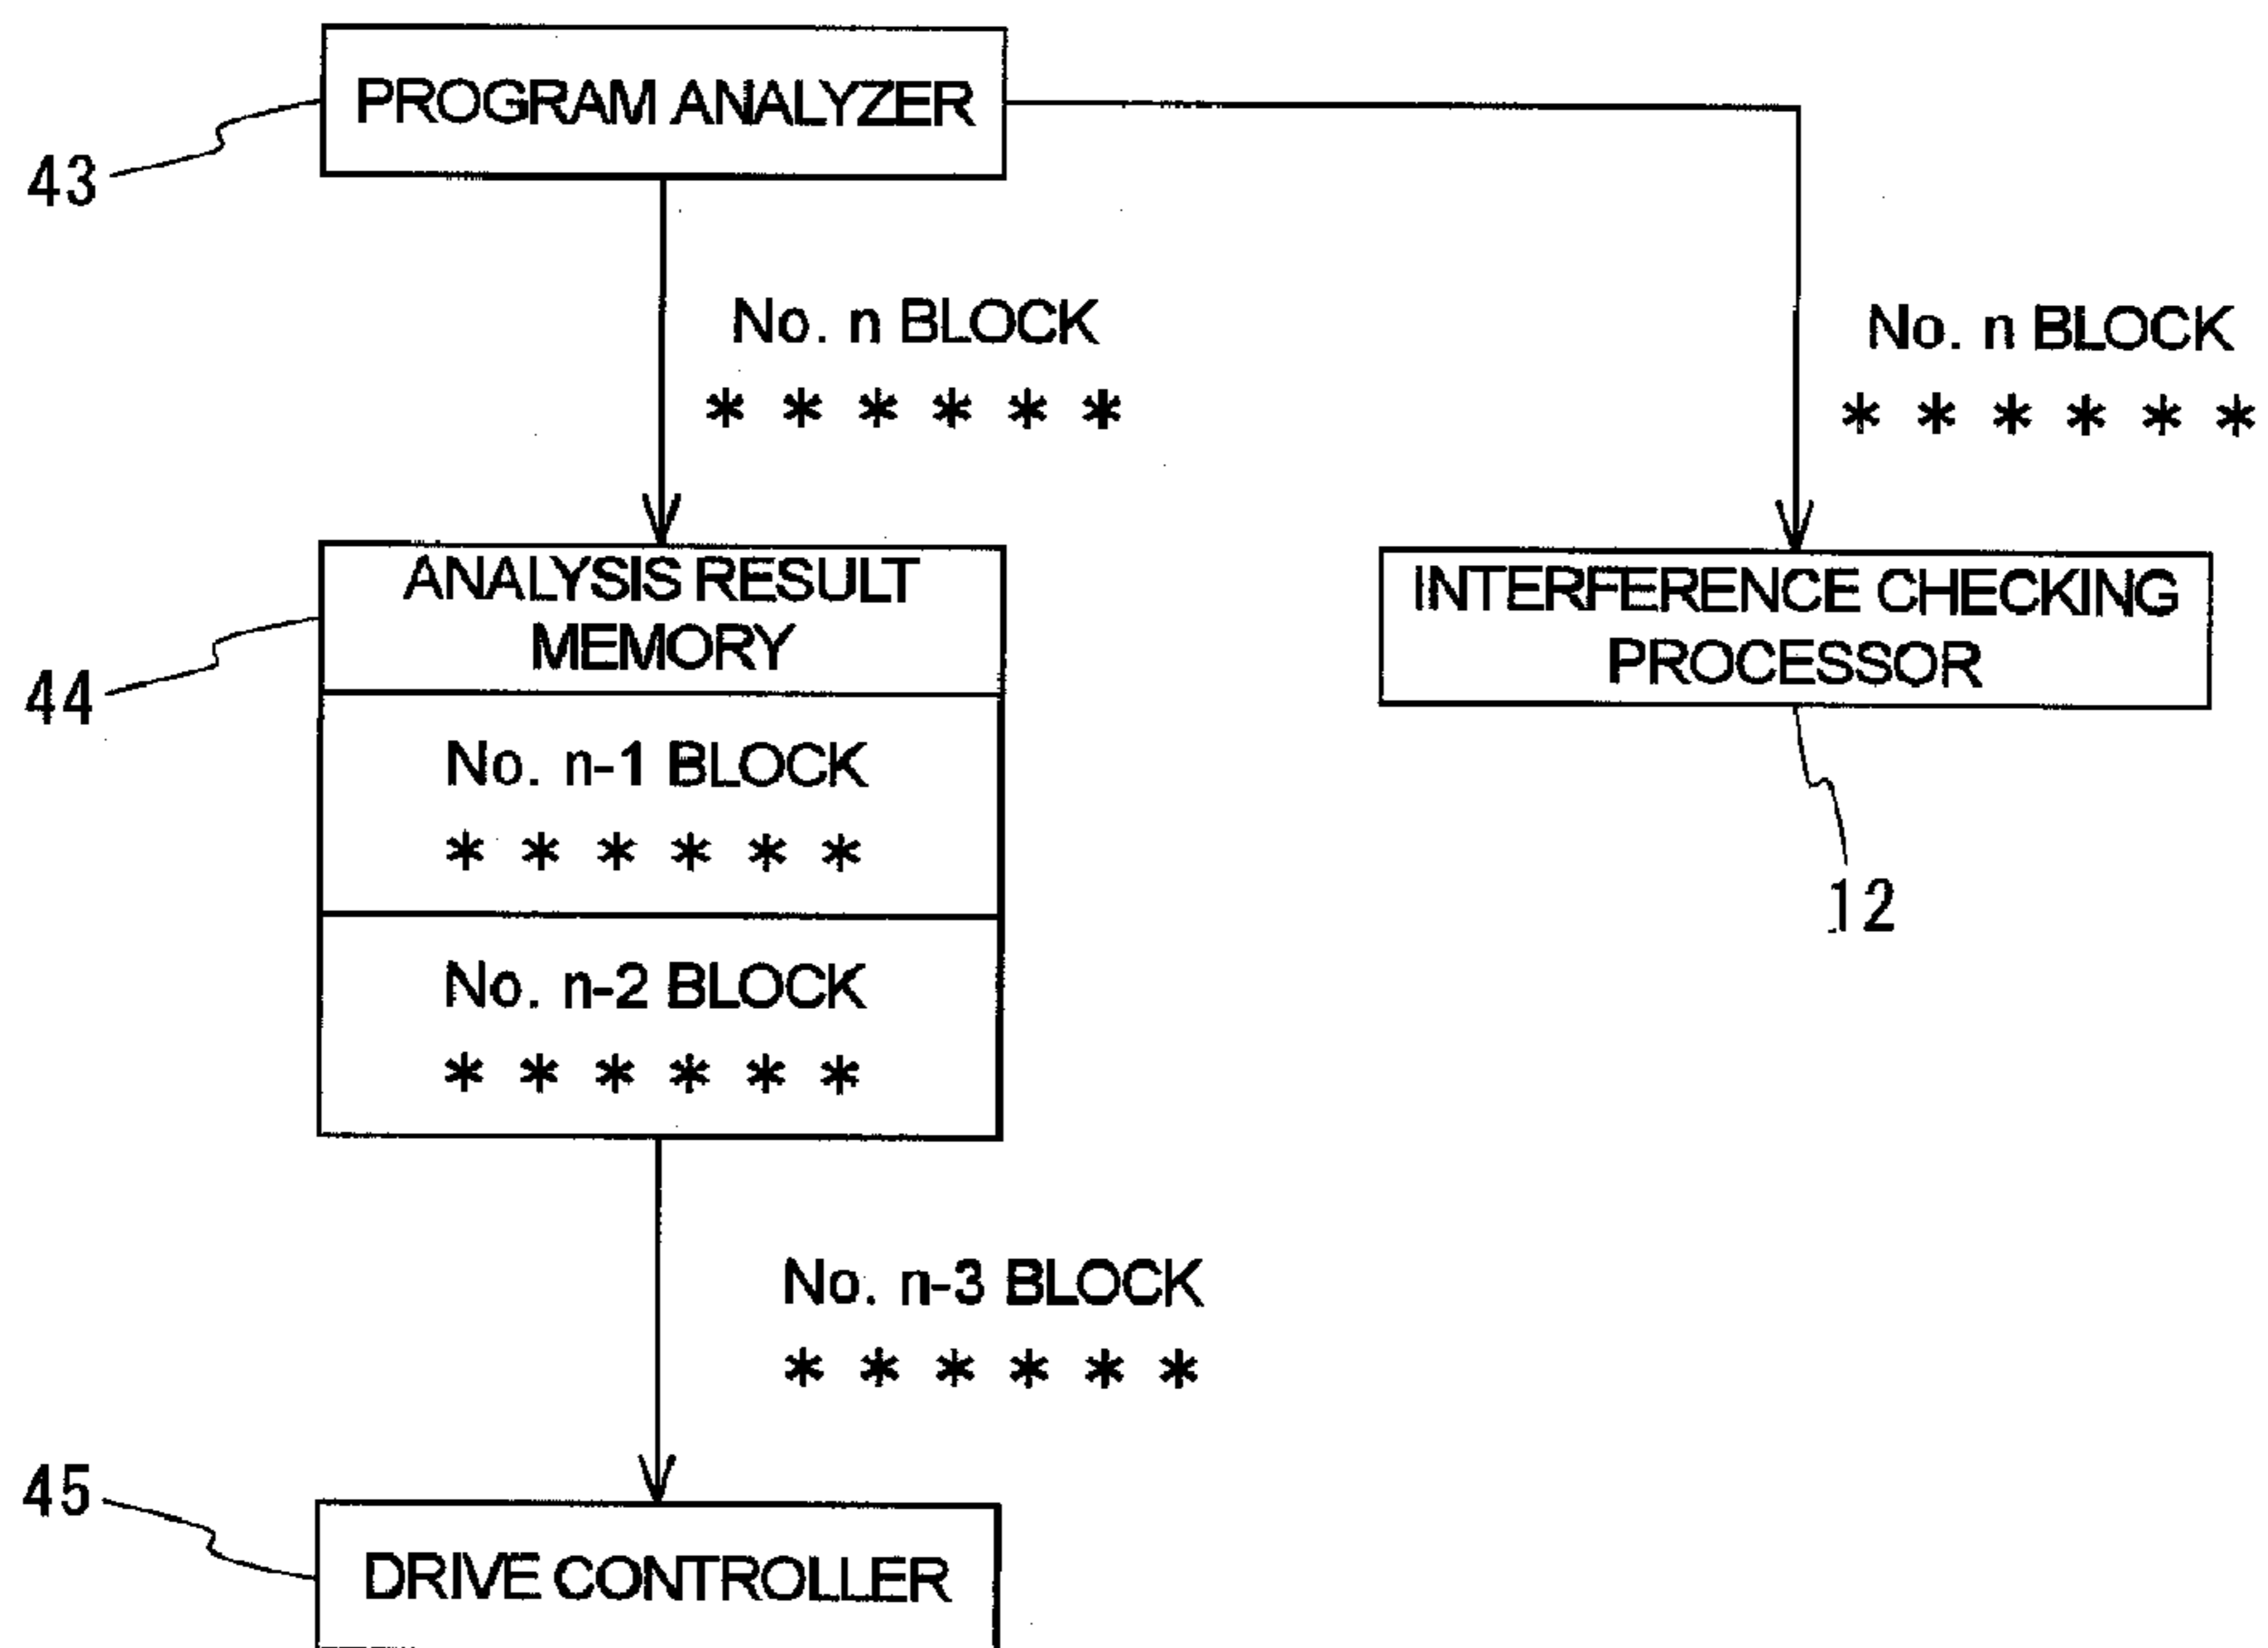 PROGRAM ANALYZER
43
No. n BLOCK
* * * * * *
No. n BLOCK
* * * * * *
ANALYSIS RESULT
MEMORY
44
INTERFERENCE CHECKING
PROCESSOR
12
No. n-1 BLOCK
* * * * * *
No. n-2 BLOCK
* * * * * *
No. n-3 BLOCK
* * * * * *
45
DRIVE CONTROLLER